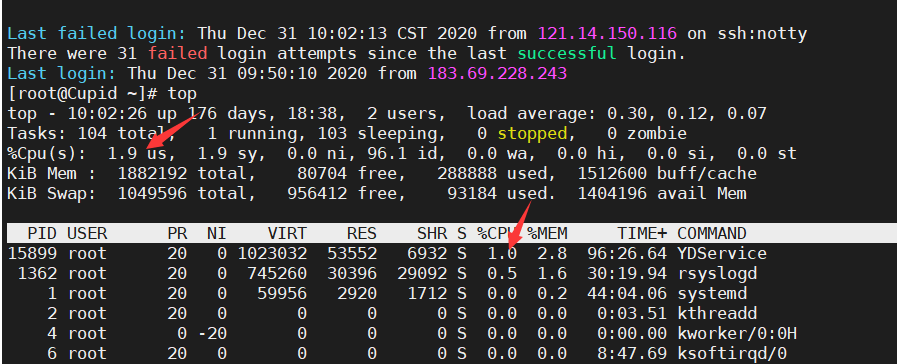 Last failed login: Thu Dec 31 10:02:13 CST 2020 from 121.14.150.116 on ssh:notty
There were 31 failed login attempts since the last successful login.
Last login: Thu Dec 31 09:50:10 2020 from 183.69.228.243
[root@Cupid ~]# top
top - 10:02:26 up 176 days, 18:38,  2 users,  load average: 0.30, 0.12, 0.07
Tasks: 104 total,   1 running, 103 sleeping,   0 stopped,   0 zombie
%Cpu(s):  1.9 us,  1.9 sy,  0.0 ni, 96.1 id,  0.0 wa,  0.0 hi,  0.0 si,  0.0 st
KiB Mem :  1882192 total,    80704 free,   288888 used,  1512600 buff/cache
KiB Swap:  1049596 total,   956412 free,    93184 used.  1404196 avail Mem
PID USER      PR  NI    VIRT    RES    SHR S %CPU %MEM     TIME+ COMMAND
15899 root      20   0 1023032  53552   6932 S  1.0  2.8  96:26.64 YDService
1362 root      20   0  745260  30396  29092 S  0.5  1.6  30:19.94 rsyslogd
1 root      20   0   59956   2920   1712 S  0.0  0.2  44:04.06 systemd
2 root      20   0       0      0      0 S  0.0  0.0   0:03.51 kthreadd
4 root       0 -20       0      0      0 S  0.0  0.0   0:00.00 kworker/0:0H
6 root      20   0       0      0      0 S  0.0  0.0   8:47.69 ksoftirqd/0